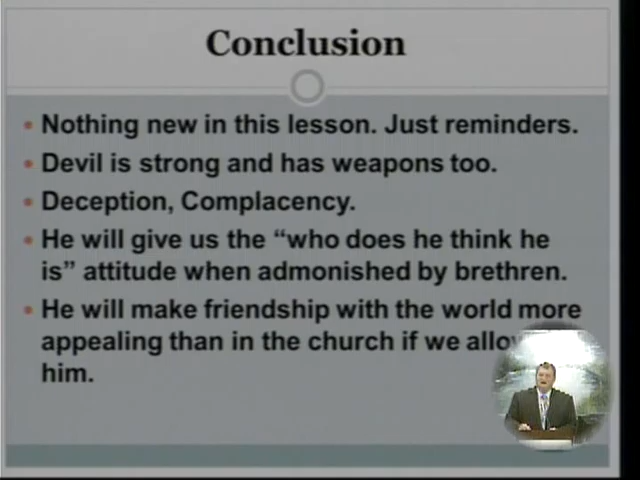 Conclusion
Nothing new in this lesson. Just reminders.
Devil is strong and has weapons too.
Deception, Complacency.
He will give us the “who does he think he
is” attitude when admonished by brethren.
He will make friendship with the world more
appealing than in the church if we allo
him.